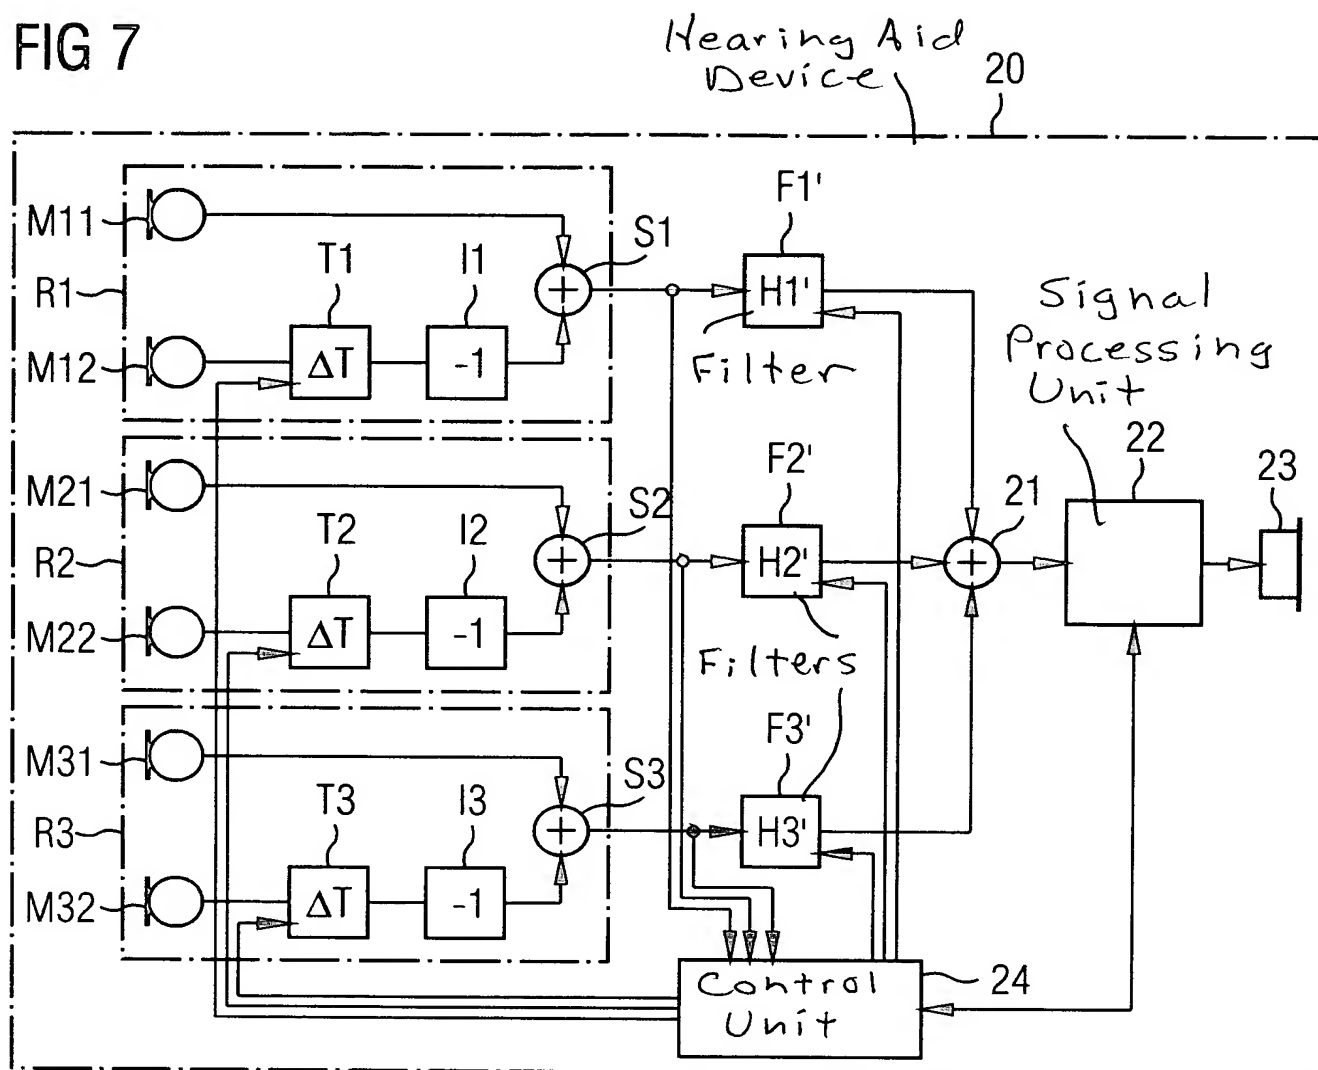 FIG 7
Hearing Aid
Device
20
M11
R1
M12
T1
ΔT
I1
-1
+
S1
F1'
H1'
Filter
Signal
Processing
Unit
22
23
M21
R2
M22
T2
ΔT
I2
-1
+
S2
F2'
H2'
Filters
21
+
M31
R3
M32
T3
ΔT
I3
-1
+
S3
F3'
H3'
Control
Unit
24